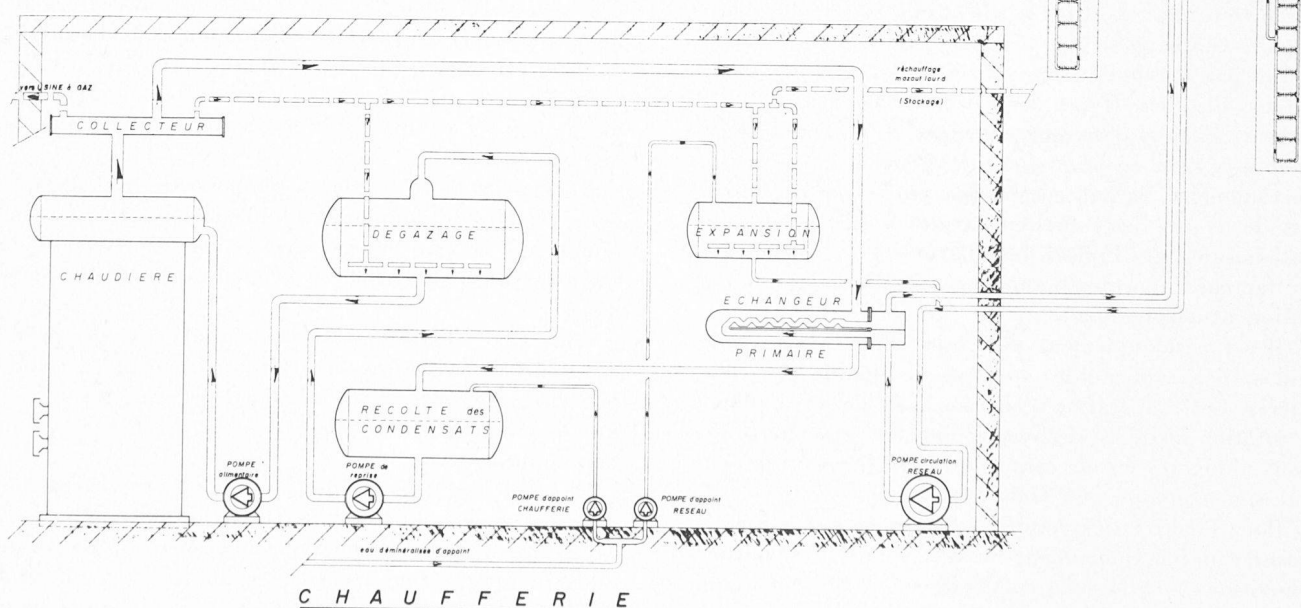 vers USINE à GAZ
COLLECTEUR
réchauffage
mazout lourd
(Stockage)
DEGAZAGE
EXPANSION
CHAUDIERE
ECHANGEUR
PRIMAIRE
RECOLTE des
CONDENSATS
POMPE
alimentaire
POMPE de
reprise
POMPE d'appoint
CHAUFFERIE
POMPE d'appoint
RESEAU
POMPE circulation
RESEAU
eau déminéralisée d'appoint
CHAUFFERIE